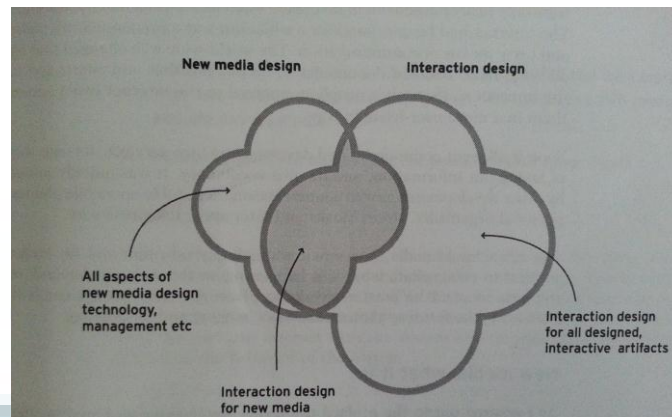 New media design
Interaction design
All aspects of
new media design
technology,
management etc
Interaction design
for new media
Interaction design
for all designed,
interactive artifacts